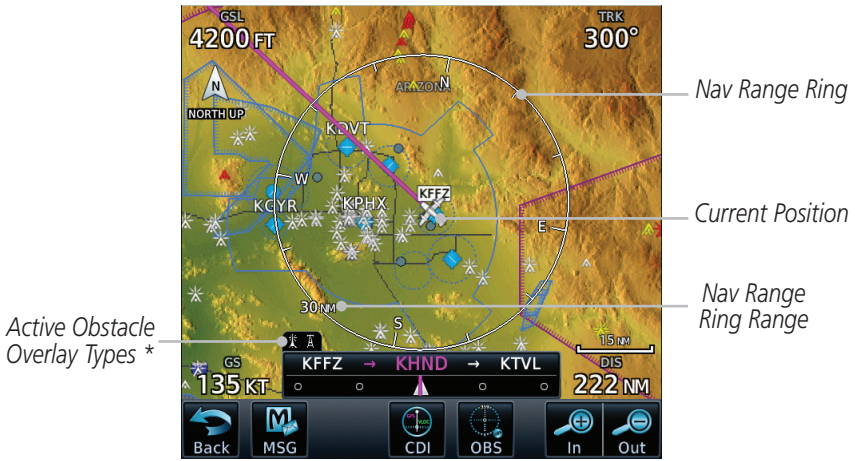 GSL
4200 FT
TRK
300°
Nav Range Ring
N
ARIZONA
N
NORTH UP
KDVT
W
KFFZ
KGYR
KPHX
Current Position
E
30 NM
Nav Range
Ring Range
S
Active Obstacle
Overlay Types *
15 NM
GS
135 KT
KFFZ → KHND → KTVL
DIS
222 NM
Back
MSG
GPS
VLOC
CDI
OBS
In
Out